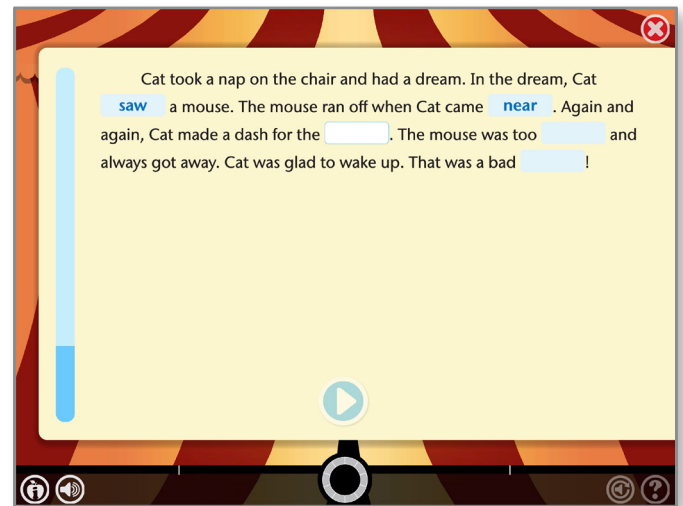 Cat took a nap on the chair and had a dream. In the dream, Cat
saw a mouse. The mouse ran off when Cat came near . Again and
again, Cat made a dash for the . The mouse was too and
always got away. Cat was glad to wake up. That was a bad !
?